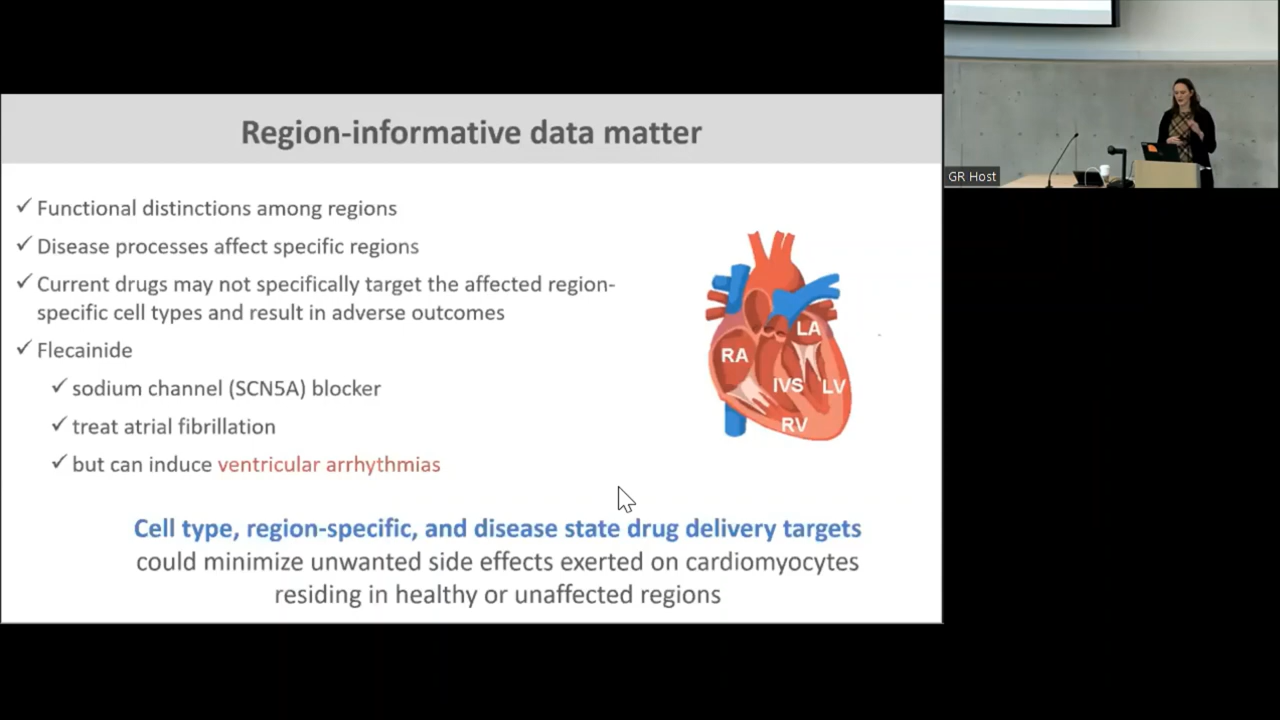 Region-informative data matter
✓ Functional distinctions among regions
✓ Disease processes affect specific regions
✓ Current drugs may not specifically target the affected region-
specific cell types and result in adverse outcomes
✓ Flecainide
✓ sodium channel (SCN5A) blocker
✓ treat atrial fibrillation
✓ but can induce ventricular arrhythmias
LA
RA
IVS LV
RV
Cell type, region-specific, and disease state drug delivery targets
could minimize unwanted side effects exerted on cardiomyocytes
residing in healthy or unaffected regions
GR Host